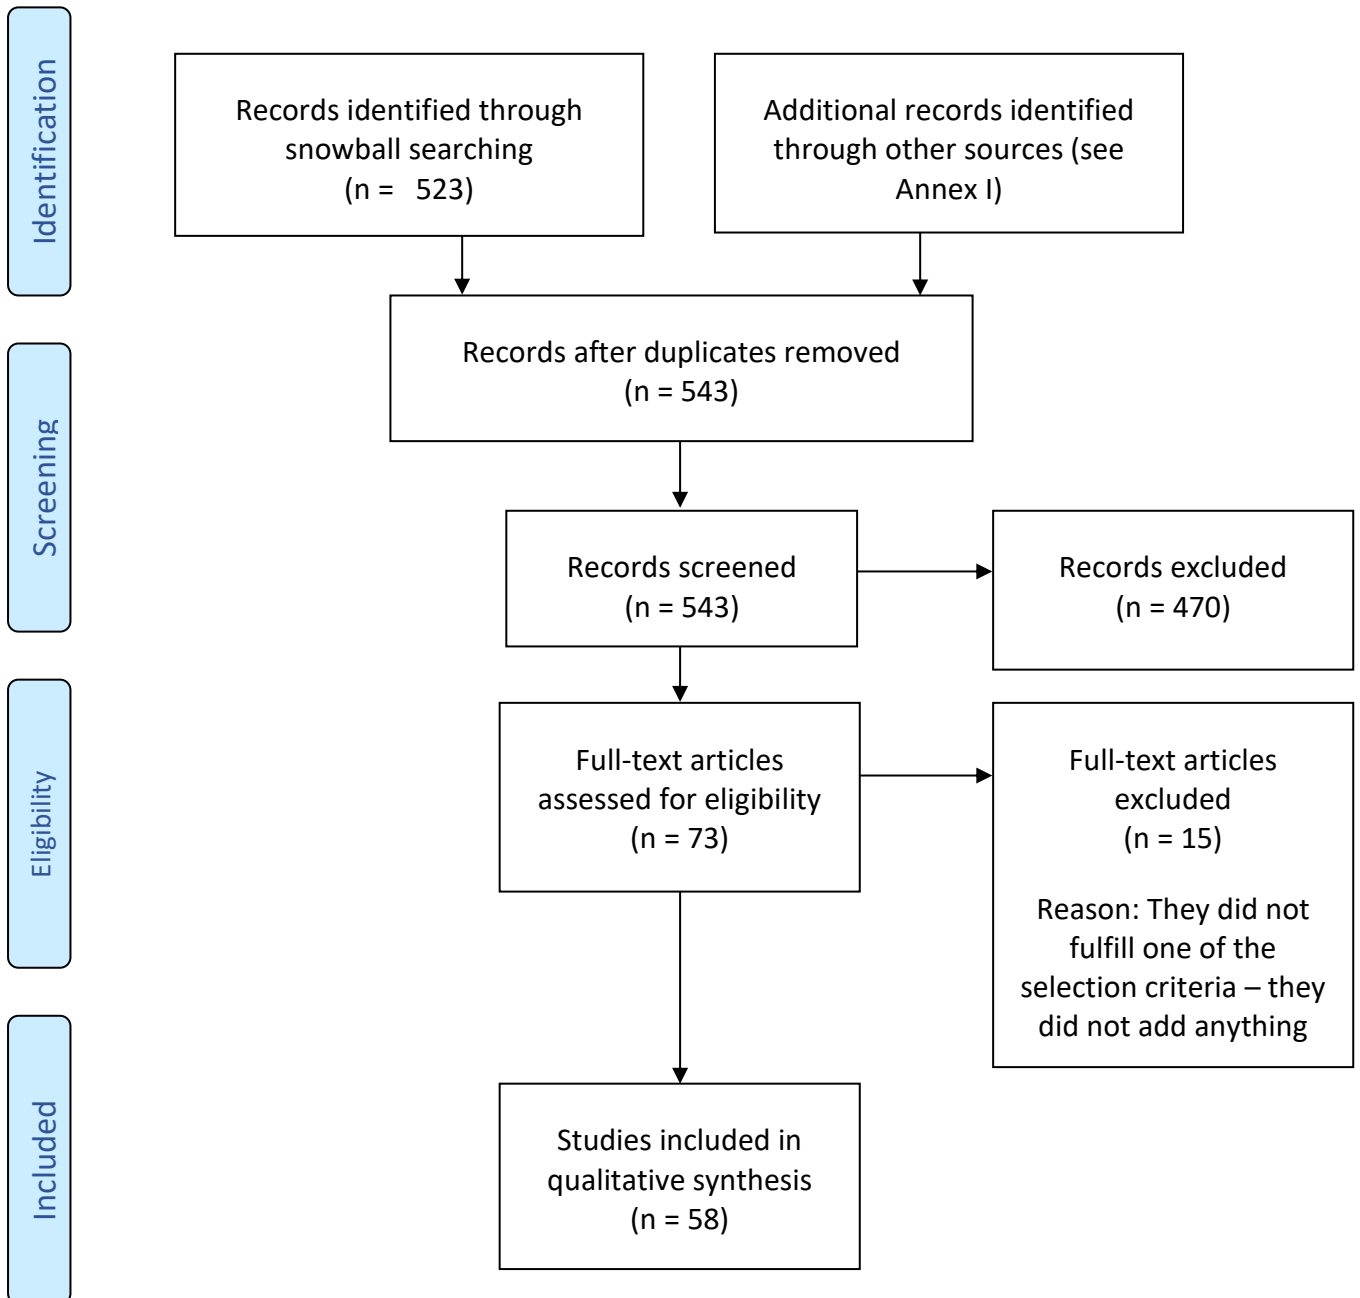 Identification
Records identified through
snowball searching
(n =   523)
Additional records identified
through other sources (see
Annex I)
Records after duplicates removed
(n = 543)
Screening
Records screened
(n = 543)
Records excluded
(n = 470)
Eligibility
Full-text articles
assessed for eligibility
(n = 73)
Full-text articles
excluded
(n = 15)
Reason: They did not
fulfill one of the
selection criteria – they
did not add anything
Included
Studies included in
qualitative synthesis
(n = 58)